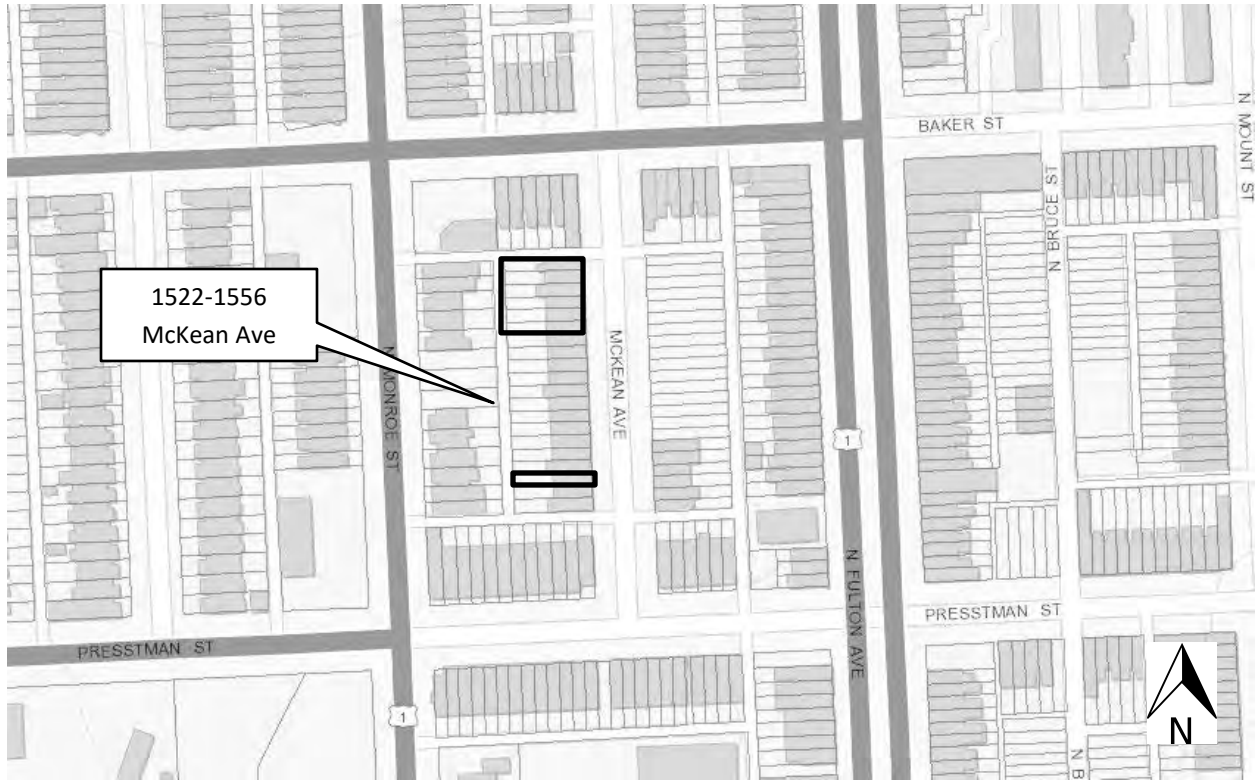 BAKER ST
N MOUNT ST
N BRUCE ST
1522-1556
McKean Ave
MCKEAN AVE
MONROE ST
1
N FULTON AVE
PRESSTMAN ST
PRESSTMAN ST
1
N
N B